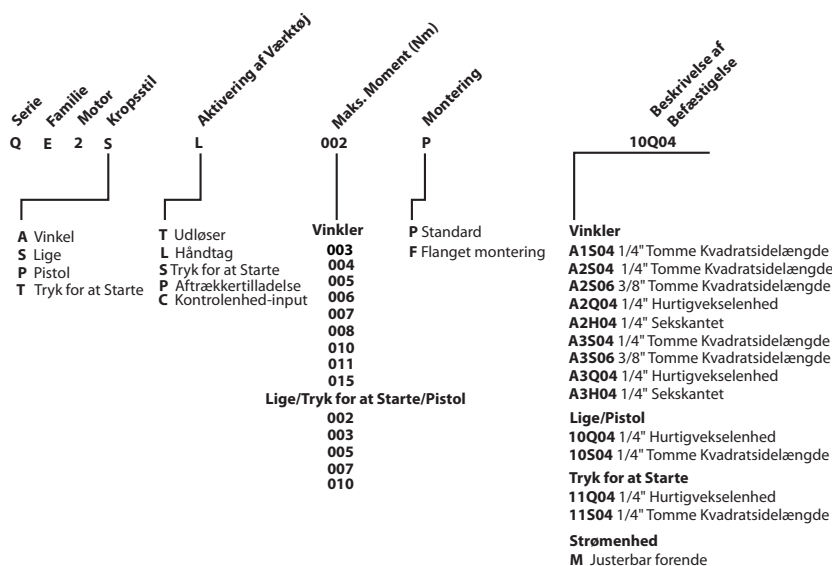 Serie
Familie
Motor
Kropsstil
Aktivering af Værktøj
Maks. Moment (Nm)
Montering
Beskrivelse af
Befæstigelse
Q E 2 S L 002 P 10Q04
A Vinkel
S Lige
P Pistol
T Tryk for at Starte
T Udløser
L Håndtag
S Tryk for at Starte
P Aftrækkertilladelse
C Kontrolenhed-input
Vinkler
003
004
005
006
007
008
010
011
015
Lige/Tryk for at Starte/Pistol
002
003
005
007
010
P Standard
F Flanget montering
Vinkler
A1S04 1/4" Tomme Kvadratsidelængde
A2S04 1/4" Tomme Kvadratsidelængde
A2S06 3/8" Tomme Kvadratsidelængde
A2Q04 1/4" Hurtigvekselenhed
A2H04 1/4" Sekskantet
A3S04 1/4" Tomme Kvadratsidelængde
A3S06 3/8" Tomme Kvadratsidelængde
A3Q04 1/4" Hurtigvekselenhed
A3H04 1/4" Sekskantet
Lige/Pistol
10Q04 1/4" Hurtigvekselenhed
10S04 1/4" Tomme Kvadratsidelængde
Tryk for at Starte
11Q04 1/4" Hurtigvekselenhed
11S04 1/4" Tomme Kvadratsidelængde
Strømenhed
M Justerbar forende